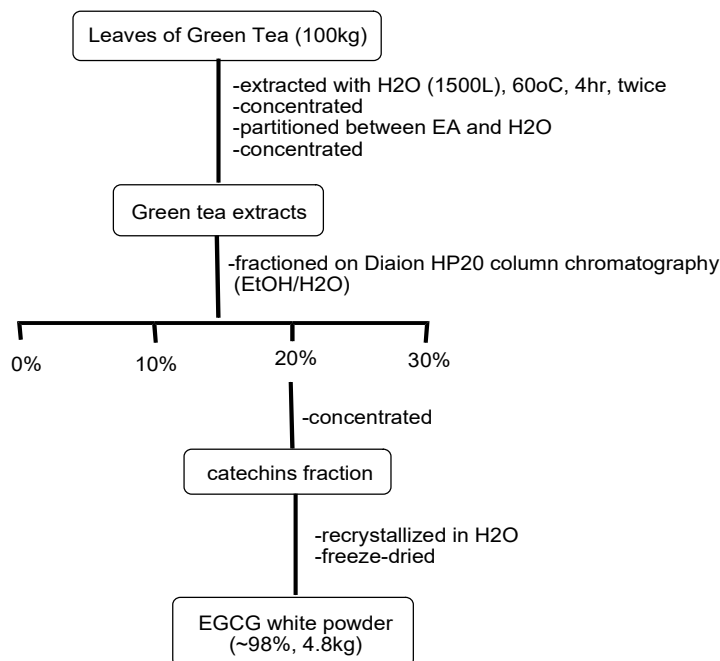 Leaves of Green Tea (100kg)
-extracted with H2O (1500L), 60oC, 4hr, twice
-concentrated
-partitioned between EA and H2O
-concentrated
Green tea extracts
-fractioned on Diaion HP20 column chromatography
(EtOH/H2O)
0%
10%
20%
30%
-concentrated
catechins fraction
-recrystallized in H2O
-freeze-dried
EGCG white powder
(~98%, 4.8kg)